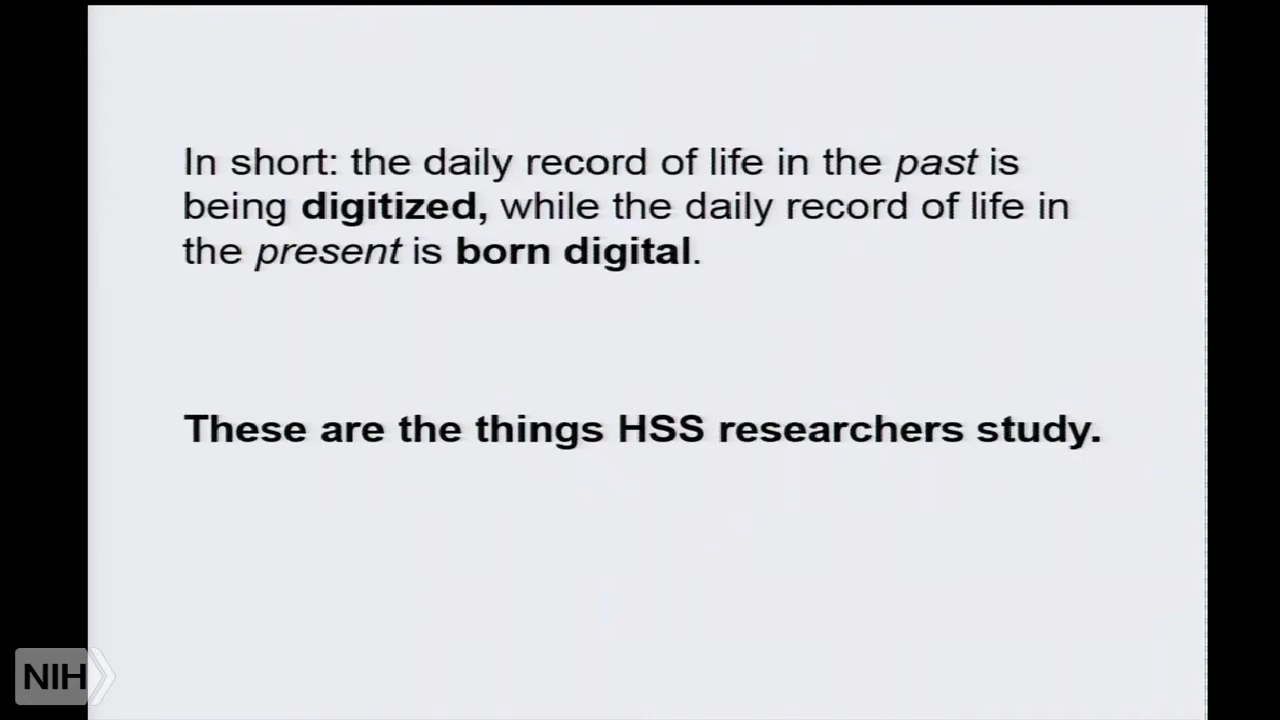 In short: the daily record of life in the past is
being digitized, while the daily record of life in
the present is born digital.
These are the things HSS researchers study.
NIH